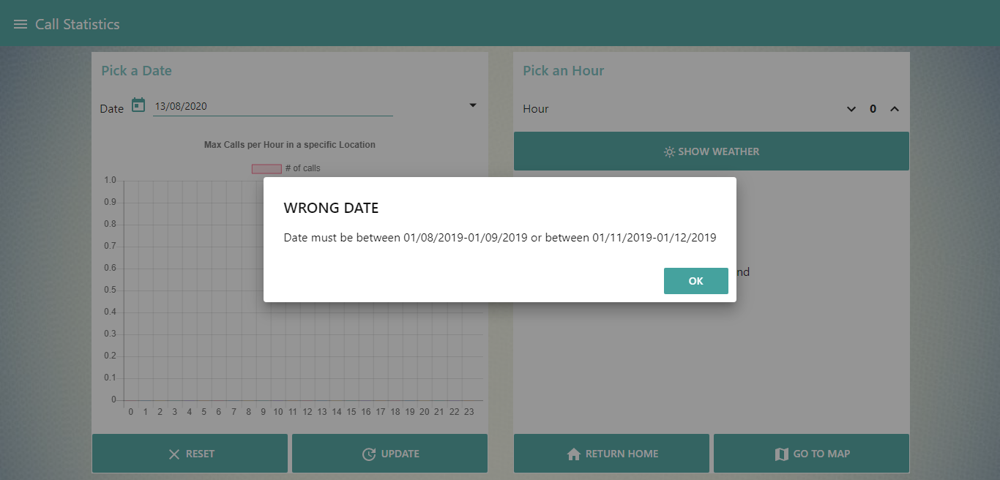 Call Statistics
Pick a Date
Date 13/08/2020
Max Calls per Hour in a specific Location
# of calls
1.0
0.9
0.8
0.7
0.6
0.5
0.4
0.3
0.2
0.1
0
0 1 2 3 4 5 6 7 8 9 10 11 12 13 14 15 16 17 18 19 20 21 22 23
RESET
UPDATE
Pick an Hour
Hour 0
SHOW WEATHER
nd
RETURN HOME
GO TO MAP
WRONG DATE
Date must be between 01/08/2019-01/09/2019 or between 01/11/2019-01/12/2019
OK